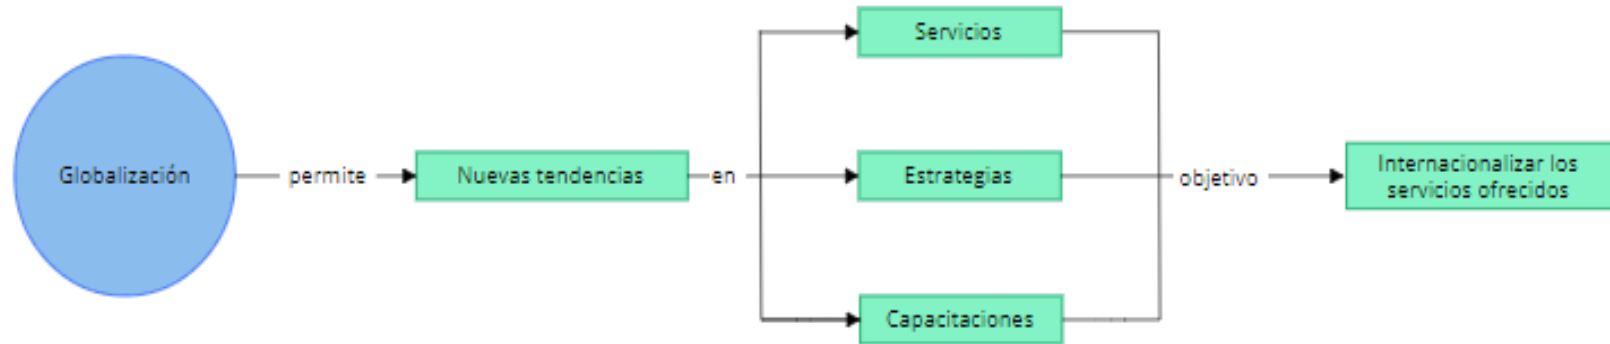 Globalización
permite
Nuevas tendencias
en
Servicios
Estrategias
Capacitaciones
objetivo
Internacionalizar los
servicios ofrecidos